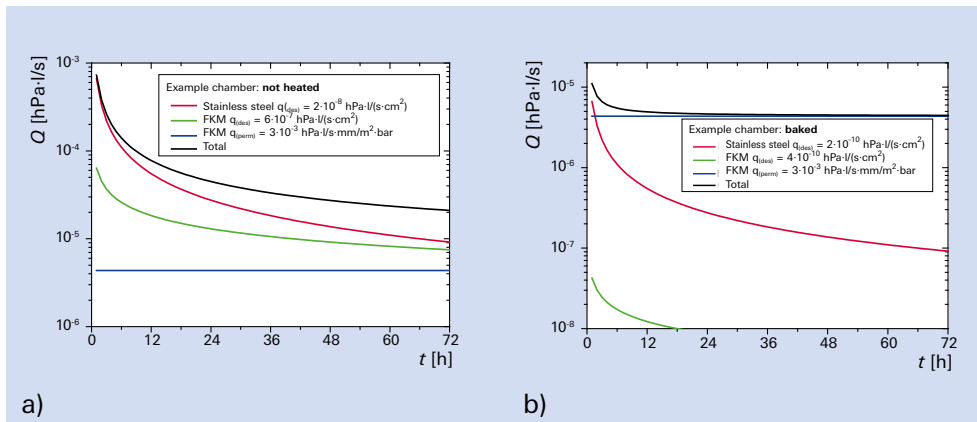 10⁻³
10⁻⁴
10⁻⁵
10⁻⁶
Q [hPa·l/s]
Example chamber: not heated
Stainless steel q(des) = 2·10⁻⁸ hPa·l/(s·cm²)
FKM q(des) = 6·10⁻⁷ hPa·l/(s·cm²)
FKM q(perm) = 3·10⁻³ hPa·l/s·mm/m²·bar
Total
0 12 24 36 48 60 72
t [h]
a)
10⁻⁵
10⁻⁶
10⁻⁷
10⁻⁸
Q [hPa·l/s]
Example chamber: baked
Stainless steel q(des) = 2·10⁻¹⁰ hPa·l/(s·cm²)
FKM q(des) = 4·10⁻¹⁰ hPa·l/(s·cm²)
FKM q(perm) = 3·10⁻³ hPa·l/s·mm/m²·bar
Total
0 12 24 36 48 60 72
t [h]
b)